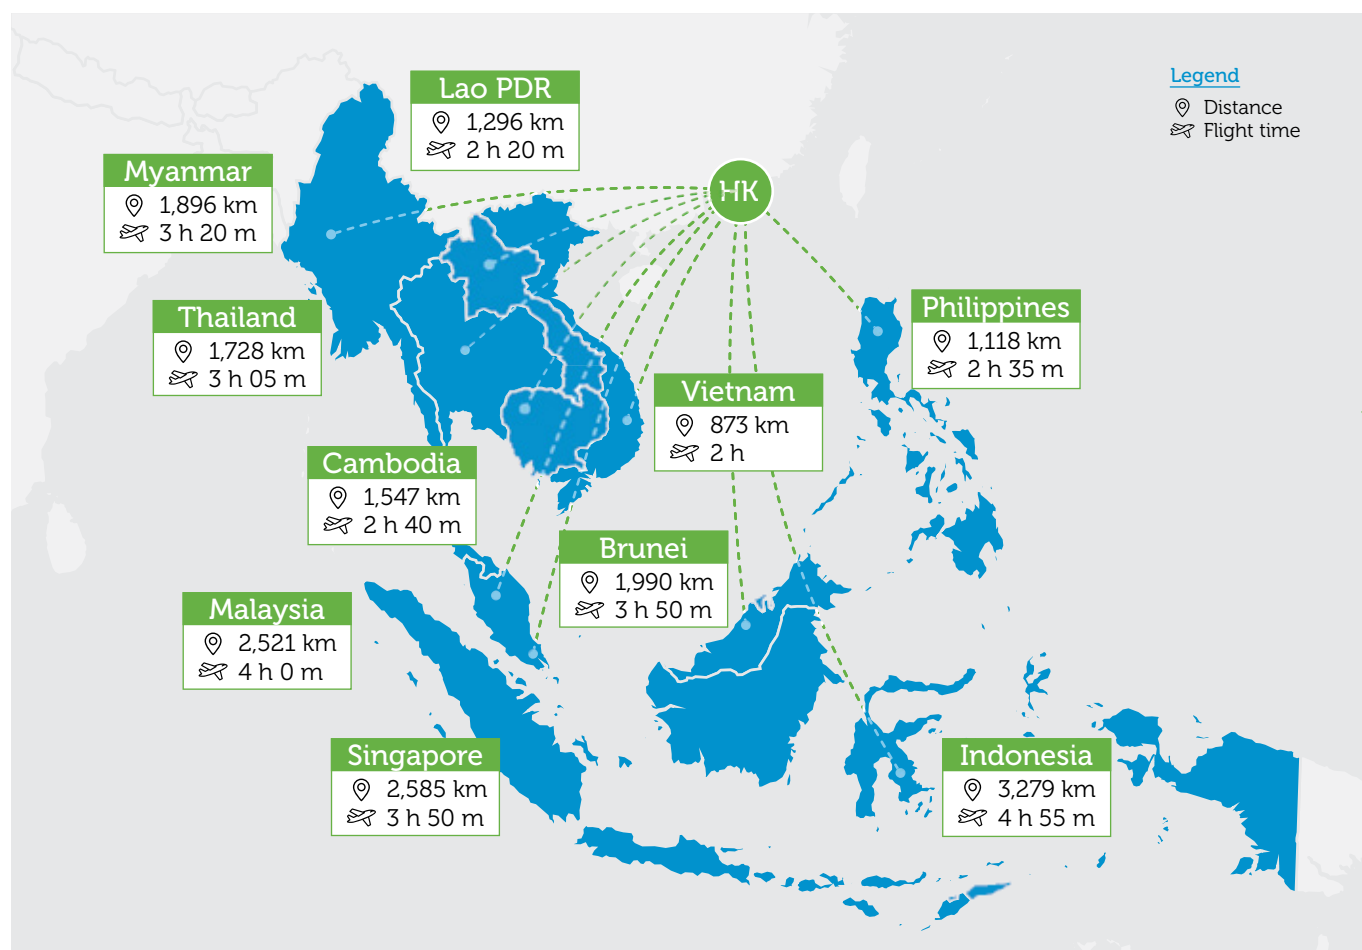 Legend
Distance
Flight time
HK
Lao PDR
1,296 km
2 h 20 m
Myanmar
1,896 km
3 h 20 m
Thailand
1,728 km
3 h 05 m
Philippines
1,118 km
2 h 35 m
Vietnam
873 km
2 h
Cambodia
1,547 km
2 h 40 m
Brunei
1,990 km
3 h 50 m
Malaysia
2,521 km
4 h 0 m
Singapore
2,585 km
3 h 50 m
Indonesia
3,279 km
4 h 55 m